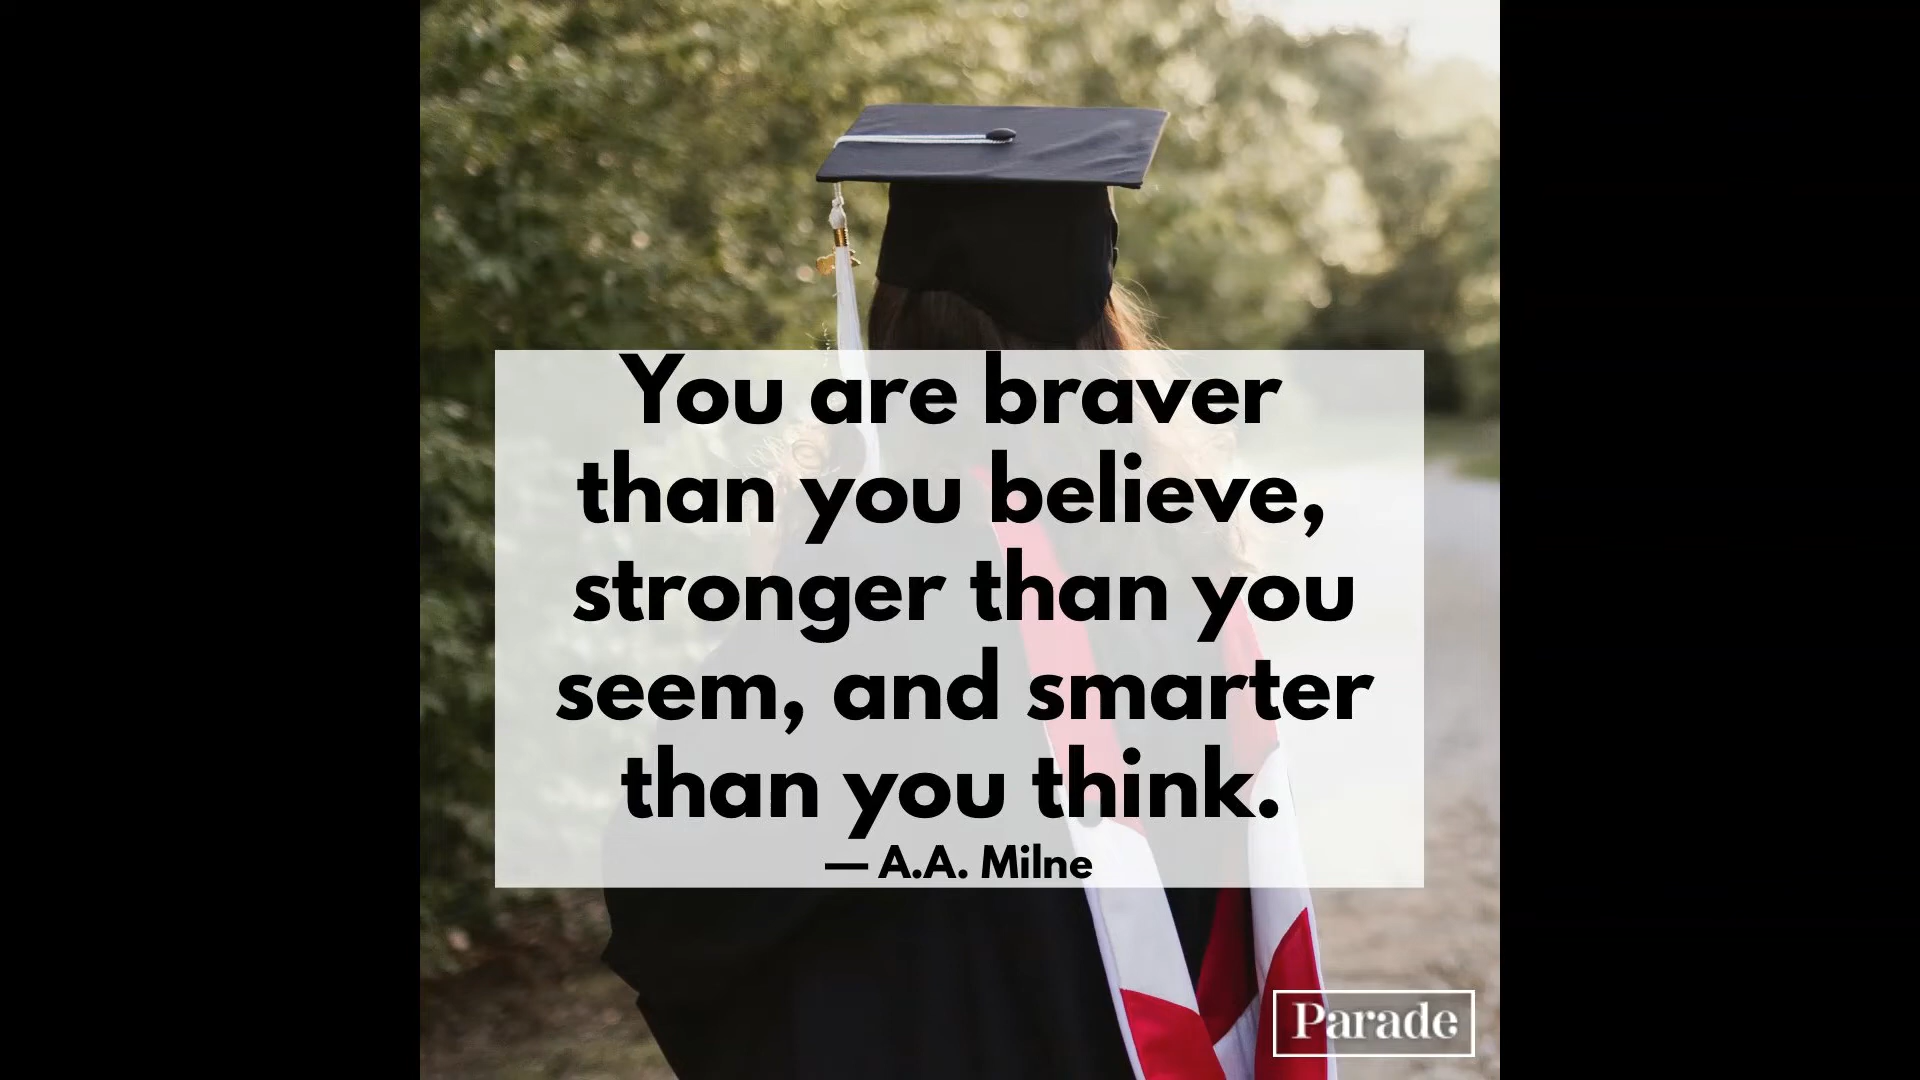 You are braver
than you believe,
stronger than you
seem, and smarter
than you think.
— A.A. Milne
Parade